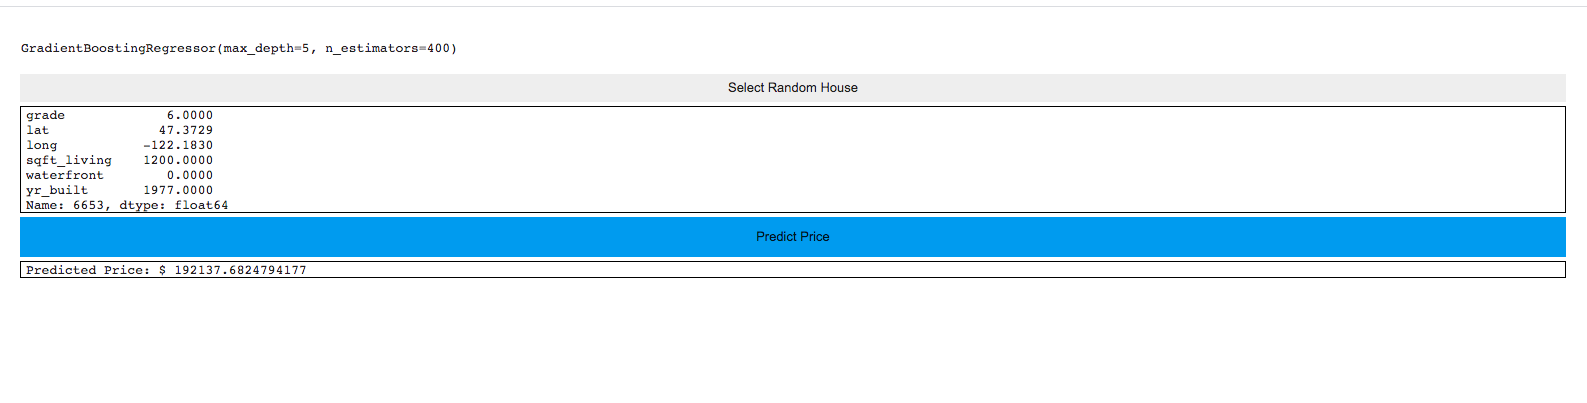 GradientBoostingRegressor(max_depth=5, n_estimators=400)
Select Random House
grade 6.0000
lat 47.3729
long -122.1830
sqft_living 1200.0000
waterfront 0.0000
yr_built 1977.0000
Name: 6653, dtype: float64
Predict Price
Predicted Price: $ 192137.6824794177